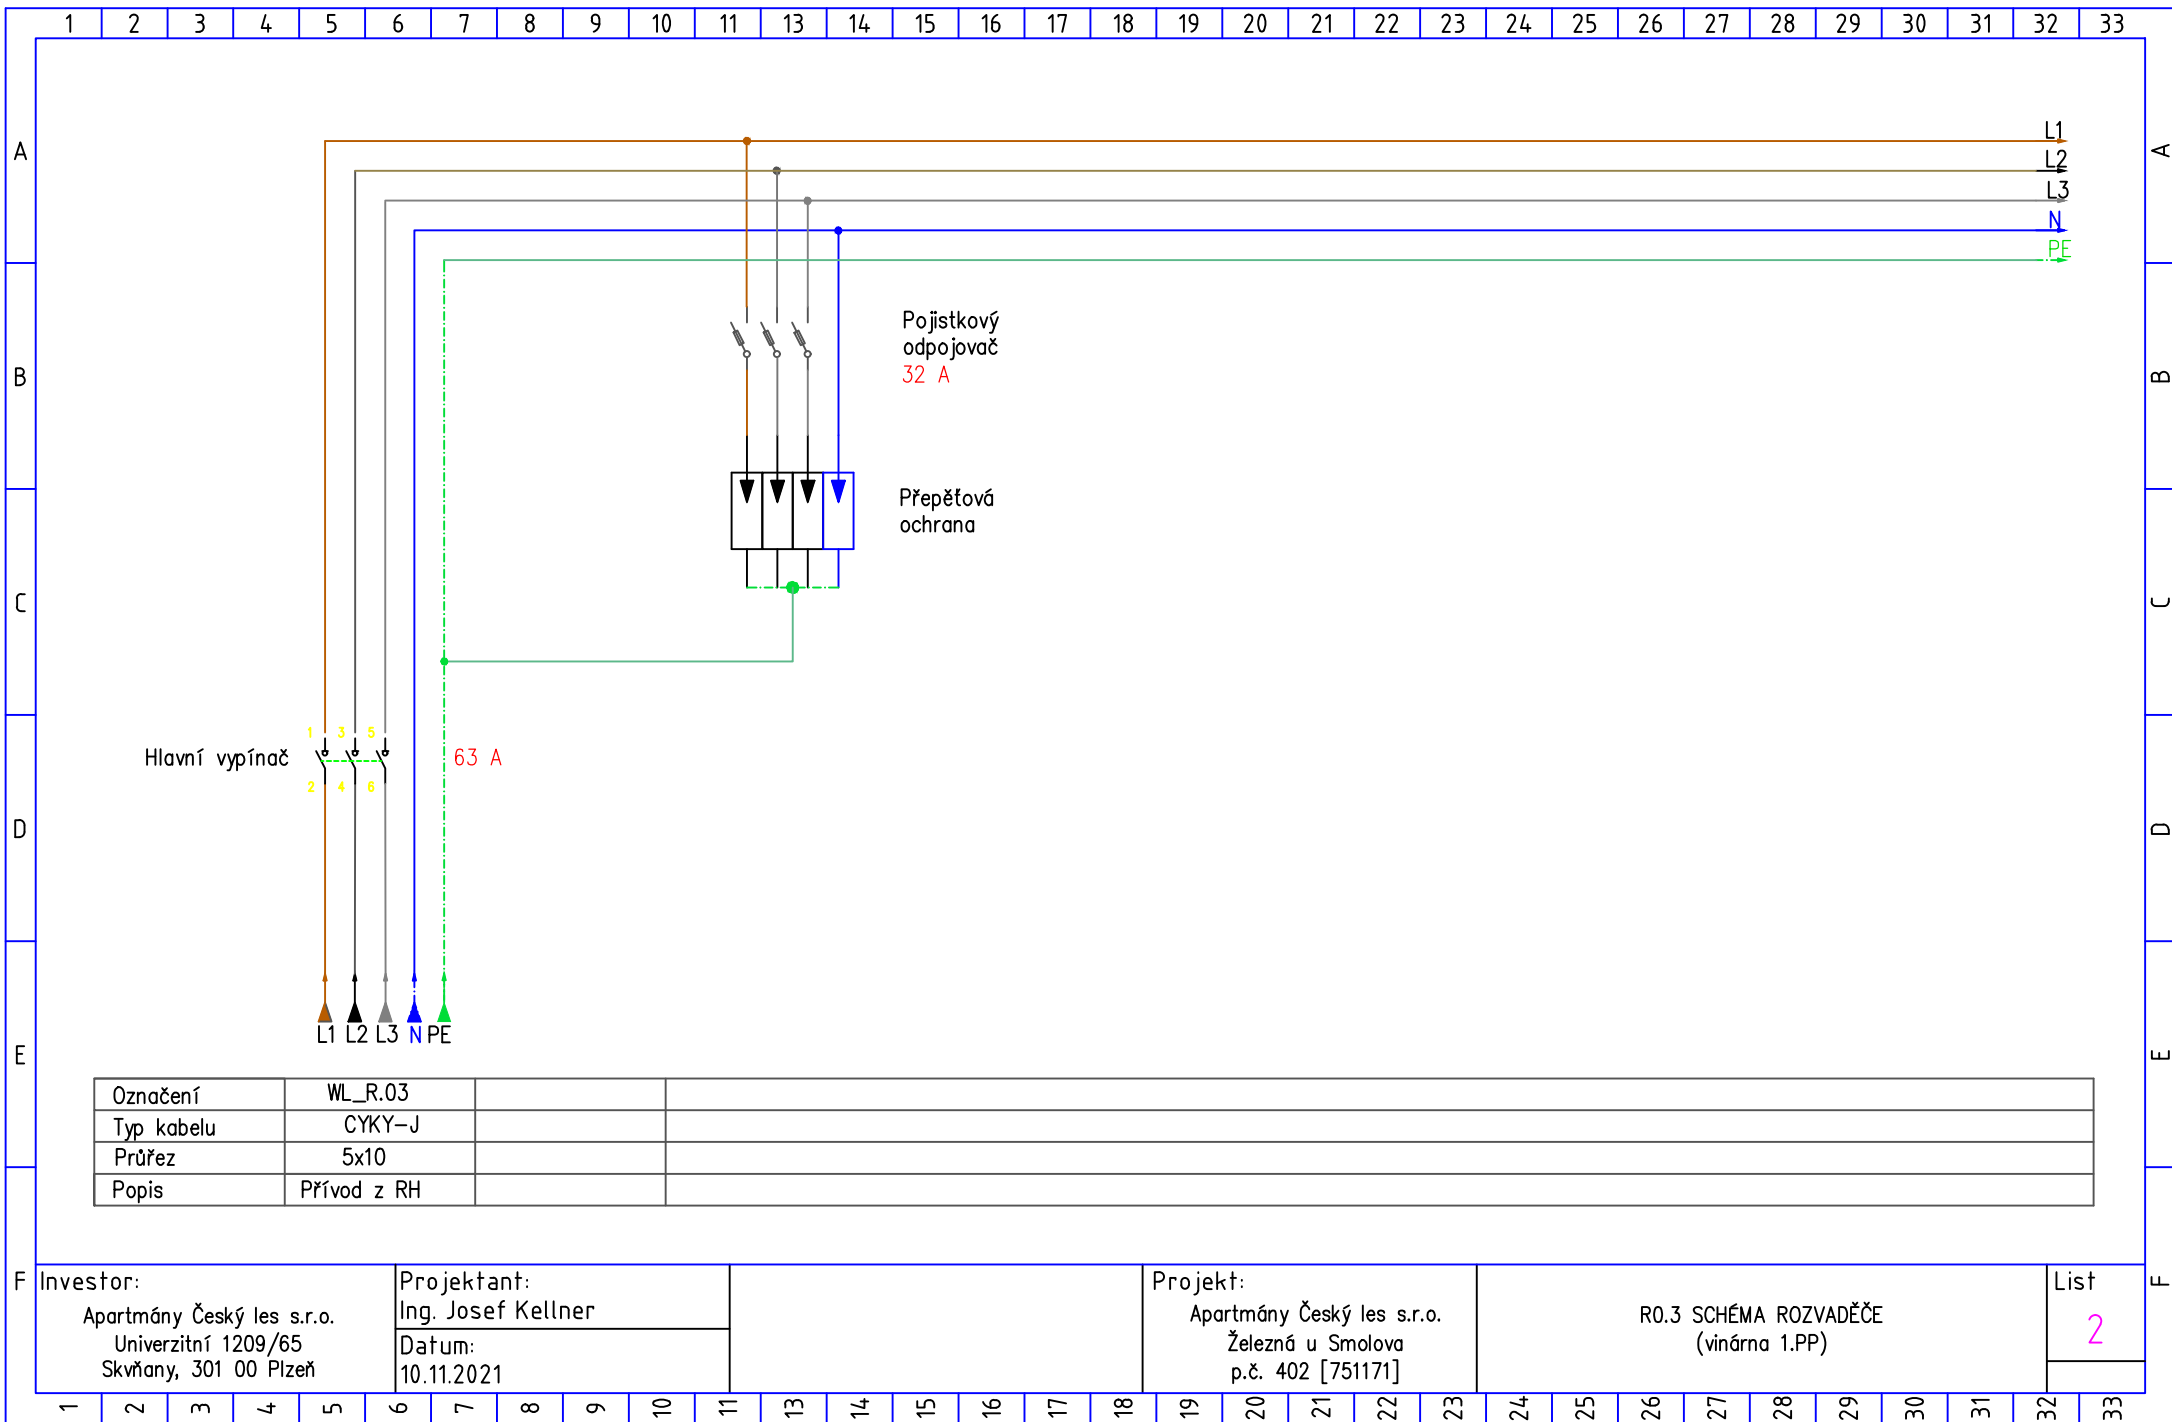 1 2 3 4 5 6 7 8 9 10 11 13 14 15 16 17 18 19 20 21 22 23 24 25 26 27 28 29 30 31 32 33
L1
A A
L2
L3
N
PE
Pojistkový
odpojovač
B 32 A B
Přepěťová
ochrana
C C
1 3 5
Hlavní vypínač 63 A
2 4 6
D D
L1 L2 L3 N PE
E E
Označení WL_R.03
Typ kabelu CYKY-J
Průřez 5x10
Popis Přívod z RH
F F
Investor:
Apartmány Český les s.r.o.
Univerzitní 1209/65
Skvňany, 301 00 Plzeň
Projektant:
Ing. Josef Kellner
Datum:
10.11.2021
Projekt:
Apartmány Český les s.r.o.
Železná u Smolova
p.č. 402 [751171]
R0.3 SCHÉMA ROZVADĚČE
(vinárna 1.PP)
List
2
1 2 3 4 5 6 7 8 9 10 11 13 14 15 16 17 18 19 20 21 22 23 24 25 26 27 28 29 30 31 32 33